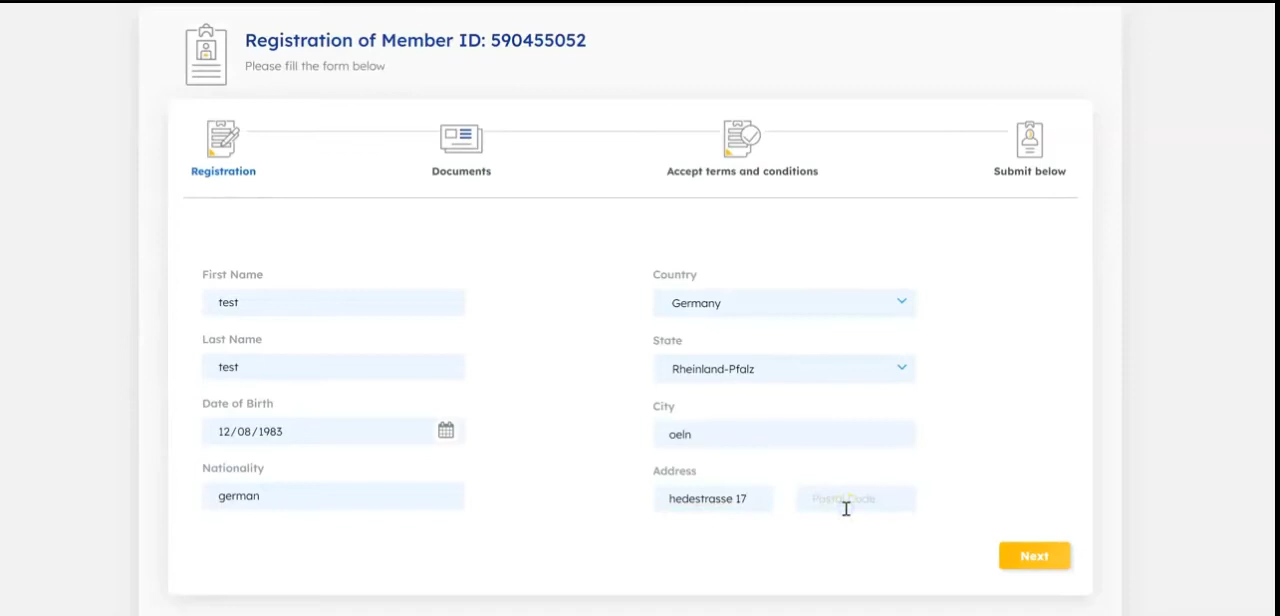 Registration of Member ID: 590455052
Please fill the form below
Registration
Documents
Accept terms and conditions
Submit below
First Name
test
Last Name
test
Date of Birth
12/08/1983
Nationality
german
Country
Germany
State
Rheinland-Pfalz
City
oeln
Address
hedestrasse 17
Postal Code
Next